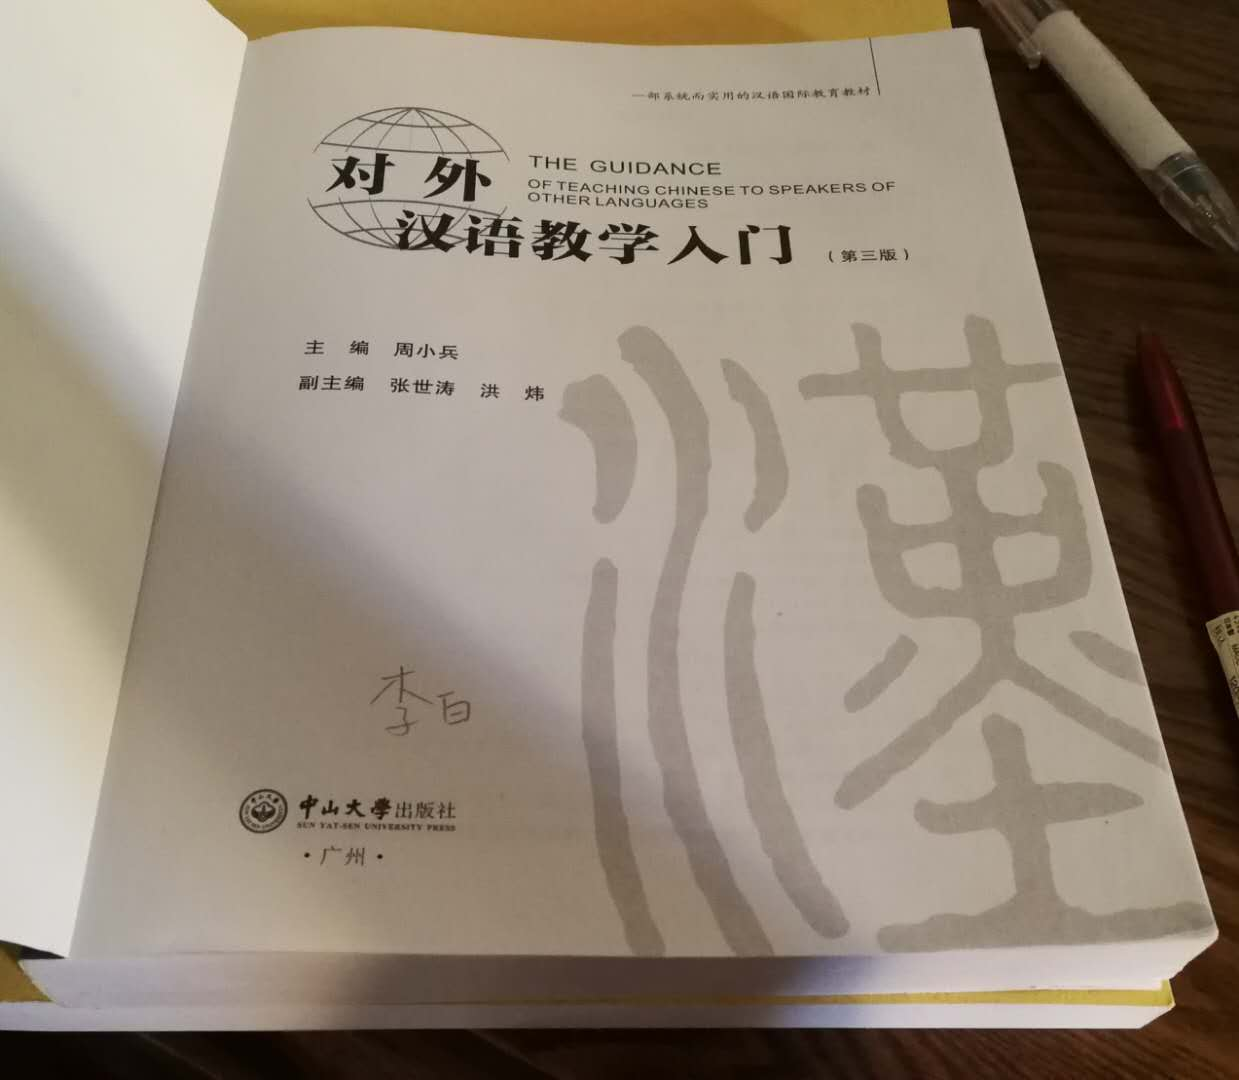 一部系统而实用的汉语国际教育教材
对外
THE GUIDANCE
OF TEACHING CHINESE TO SPEAKERS OF
OTHER LANGUAGES
汉语教学入门（第三版）
主 编 周小兵
副主编 张世涛 洪 炜
漢
李白
中山大學出版社
SUN YAT-SEN UNIVERSITY PRESS
·广州·